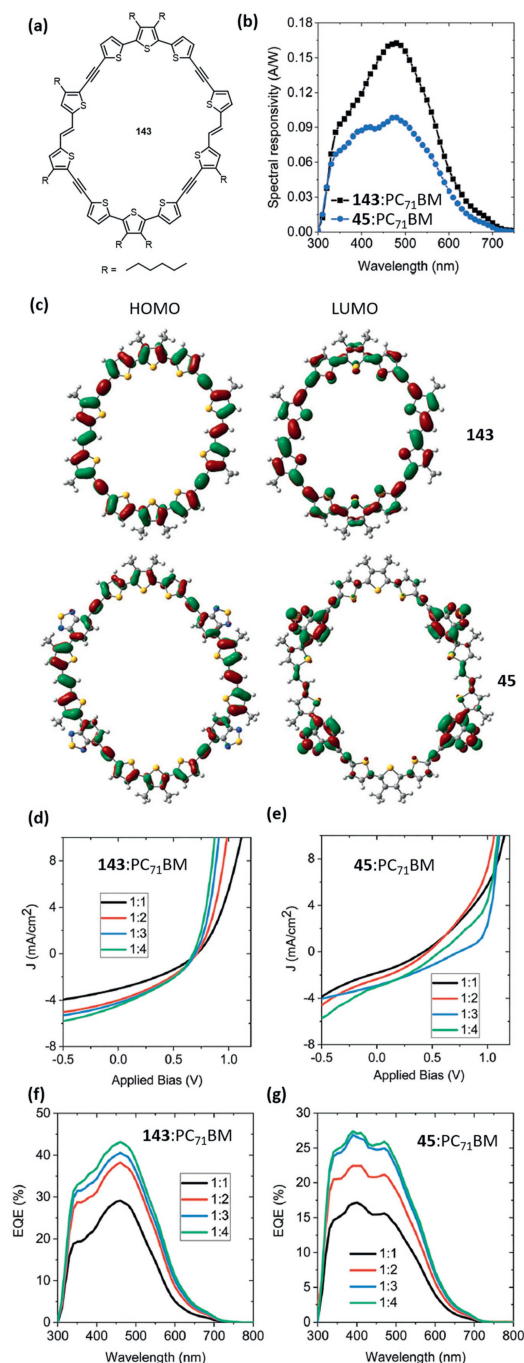 (a)
R
R
S
S
S
R
S
S
143
S
S
R
R
S
S
S
R
R
R =
(b)
Spectral responsivity (A/W)
0.18
0.15
0.12
0.09
0.06
0.03
0.00
143:PC71BM
45:PC71BM
300 400 500 600 700
Wavelength (nm)
(c)
HOMO
LUMO
143
45
(d)
143:PC71BM
1:1
1:2
1:3
1:4
J (mA/cm²)
8
4
0
-4
-8
-0.5 0.0 0.5 1.0
Applied Bias (V)
(e)
45:PC71BM
1:1
1:2
1:3
1:4
J (mA/cm²)
8
4
0
-4
-8
-0.5 0.0 0.5 1.0
Applied Bias (V)
(f)
143:PC71BM
1:1
1:2
1:3
1:4
EQE (%)
50
40
30
20
10
0
300 400 500 600 700 800
Wavelength (nm)
(g)
45:PC71BM
1:1
1:2
1:3
1:4
EQE (%)
30
25
20
15
10
5
0
300 400 500 600 700 800
Wavelength (nm)